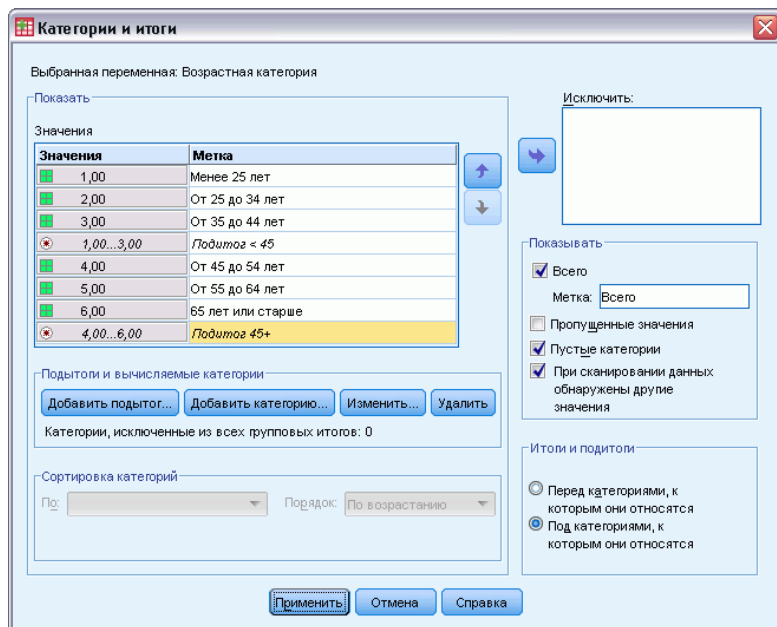 Категории и итоги
Выбранная переменная: Возрастная категория
Показать
Значения
Значения Метка
1,00 Менее 25 лет
2,00 От 25 до 34 лет
3,00 От 35 до 44 лет
1,00...3,00 Подитог < 45
4,00 От 45 до 54 лет
5,00 От 55 до 64 лет
6,00 65 лет или старше
4,00...6,00 Подитог 45+
Подытоги и вычисляемые категории
Добавить подытог... Добавить категорию... Изменить... Удалить
Категории, исключенные из всех групповых итогов: 0
Сортировка категорий
По: Порядок: По возрастанию
Исключить:
Показывать
Всего
Метка: Всего
Пропущенные значения
Пустые категории
При сканировании данных
обнаружены другие
значения
Итоги и подитоги
Перед категориями, к
которым они относятся
Под категориями, к
которым они относятся
Применить Отмена Справка